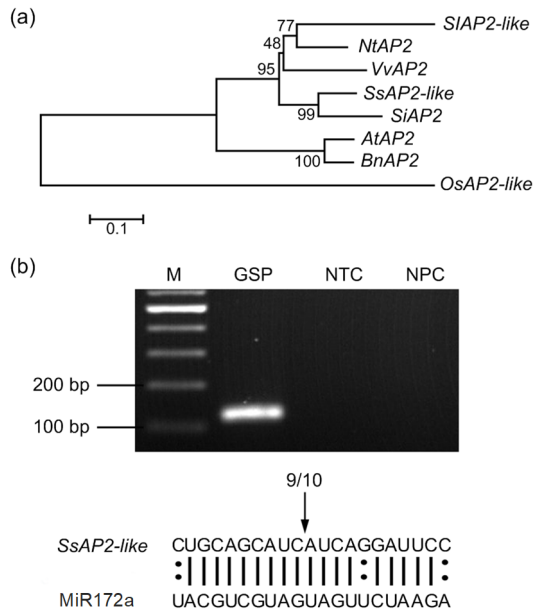 (a)
77
SlAP2-like
48
NtAP2
95
VvAP2
SsAP2-like
99
SiAP2
AtAP2
100
BnAP2
OsAP2-like
0.1
(b)
M GSP NTC NPC
200 bp
100 bp
9/10
SsAP2-like CUGCAGCAUCAUCAGGAUUCC
MiR172a UACGUCGUAGUAGUUCUAAGA